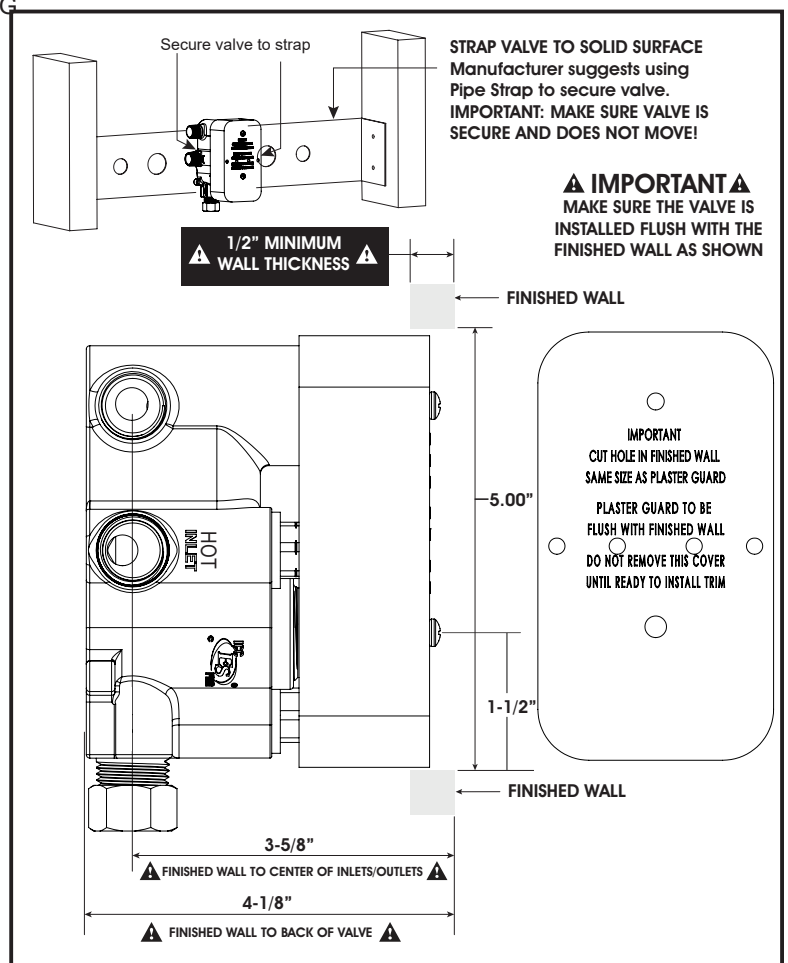 G
Secure valve to strap
STRAP VALVE TO SOLID SURFACE
Manufacturer suggests using
Pipe Strap to secure valve.
IMPORTANT: MAKE SURE VALVE IS
SECURE AND DOES NOT MOVE!
IMPORTANT
MAKE SURE THE VALVE IS
INSTALLED FLUSH WITH THE
FINISHED WALL AS SHOWN
1/2” MINIMUM
WALL THICKNESS
FINISHED WALL
5.00”
HOT
INLET
IMPORTANT
CUT HOLE IN FINISHED WALL
SAME SIZE AS PLASTER GUARD
PLASTER GUARD TO BE
FLUSH WITH FINISHED WALL
DO NOT REMOVE THIS COVER
UNTIL READY TO INSTALL TRIM
1-1/2”
FINISHED WALL
3-5/8”
FINISHED WALL TO CENTER OF INLETS/OUTLETS
4-1/8”
FINISHED WALL TO BACK OF VALVE